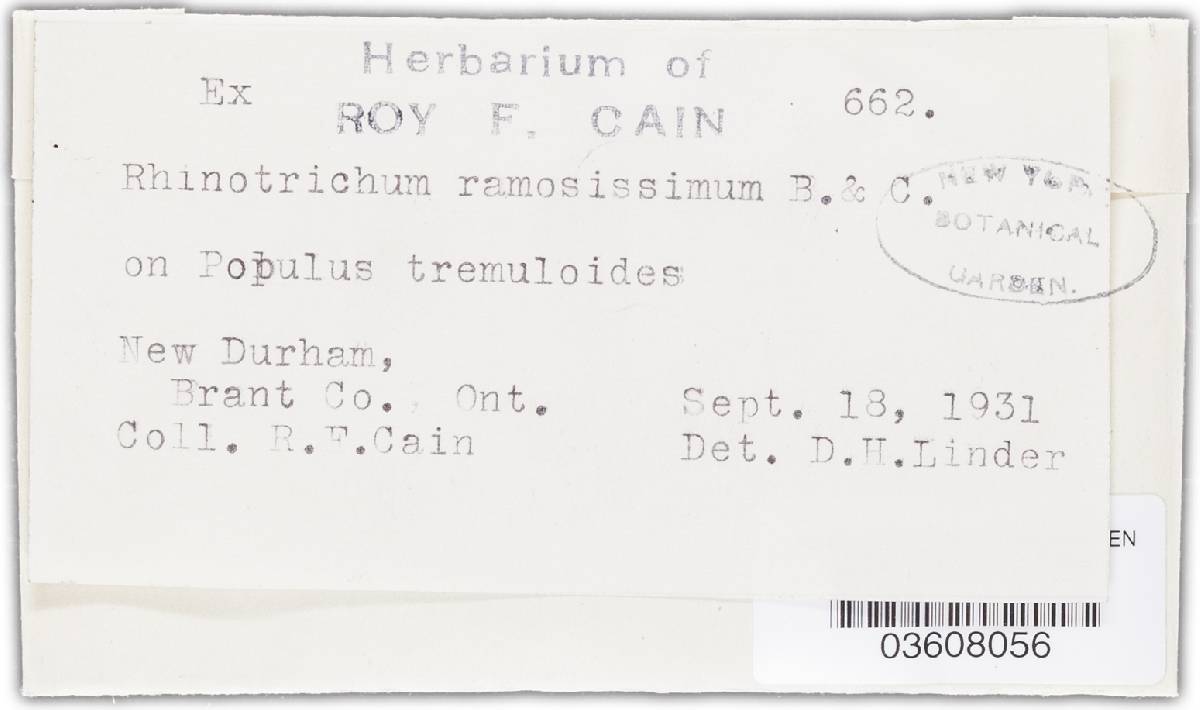 Herbarium of
Ex ROY F. CAIN 662.
Rhinotrichum ramosissimum B.& C.
NEW YORK
BOTANICAL
GARDEN.
on Populus tremuloides
New Durham,
Brant Co., Ont. Sept. 18, 1931
Coll. R.F.Cain Det. D.H.Linder
EN
03608056